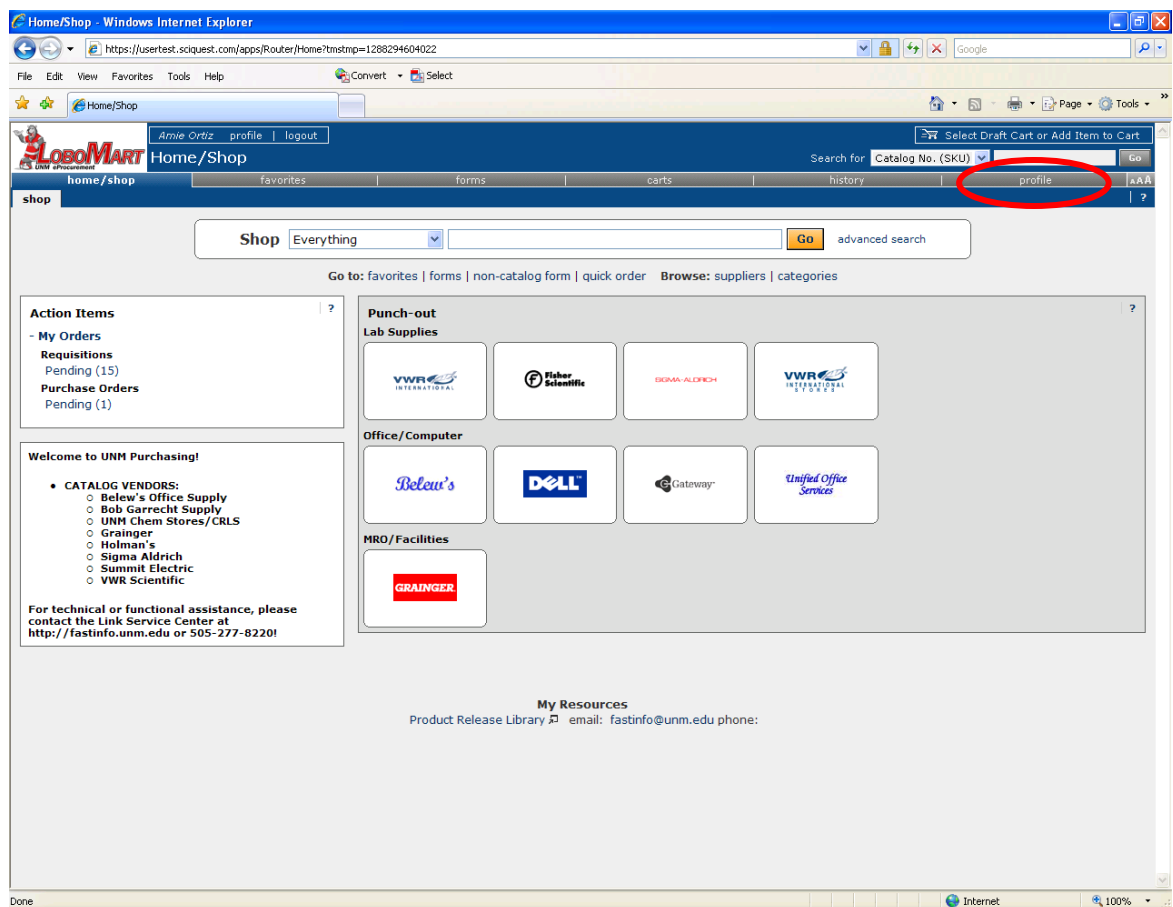 Home/Shop - Windows Internet Explorer
https://usertest.sciquest.com/apps/Router/Home?tmstmp=1288294604022
Google
File Edit View Favorites Tools Help
Convert Select
Home/Shop
Page Tools
LOBOMART
UNM eProcurement
Amie Ortiz profile | logout
Select Draft Cart or Add Item to Cart
Home/Shop
Search for Catalog No. (SKU) Go
home/shop favorites forms carts history profile AAA
shop ?
Shop Everything Go advanced search
Go to: favorites | forms | non-catalog form | quick order Browse: suppliers | categories
Action Items ?
- My Orders
Requisitions
Pending (15)
Purchase Orders
Pending (1)
Welcome to UNM Purchasing!
• CATALOG VENDORS:
○ Belew's Office Supply
○ Bob Garrecht Supply
○ UNM Chem Stores/CRLS
○ Grainger
○ Holman's
○ Sigma Aldrich
○ Summit Electric
○ VWR Scientific
For technical or functional assistance, please
contact the Link Service Center at
http://fastinfo.unm.edu or 505-277-8220!
Punch-out ?
Lab Supplies
VWR INTERNATIONAL
Fisher Scientific
SIGMA-ALDRICH
VWR INTERNATIONAL STORES
Office/Computer
Belew's
DELL™
Gateway™
Unified Office Services
MRO/Facilities
GRAINGER
My Resources
Product Release Library email: fastinfo@unm.edu phone:
Done Internet 100%